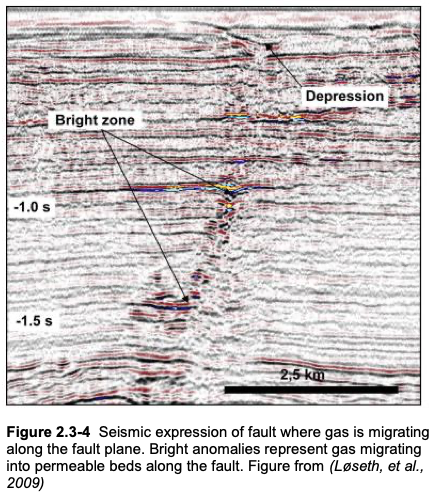 Depression
Bright zone
-1.0 s
-1.5 s
2,5 km
Figure 2.3-4  Seismic expression of fault where gas is migrating
along the fault plane. Bright anomalies represent gas migrating
into permeable beds along the fault. Figure from (Løseth, et al.,
2009)